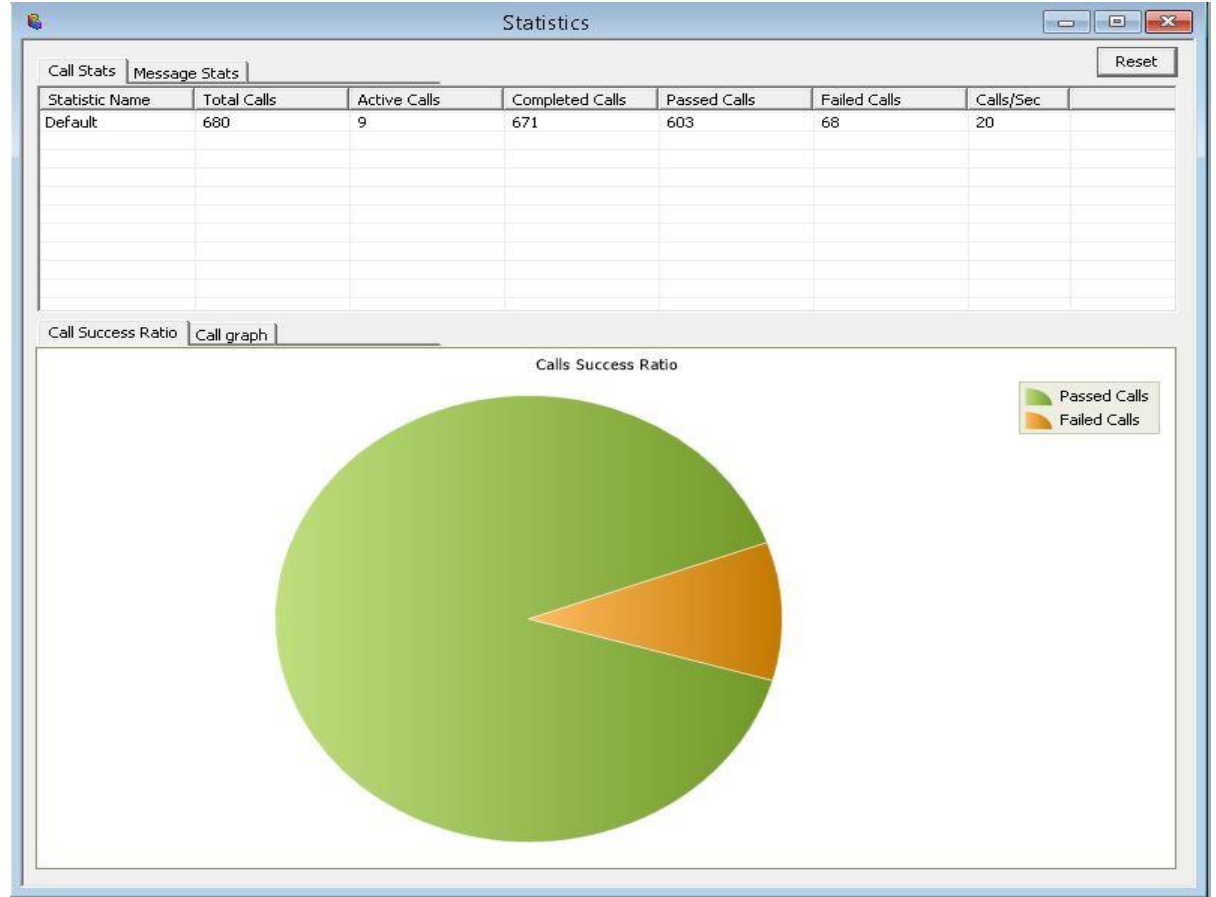 Statistics
Reset
Call Stats Message Stats
Statistic Name Total Calls Active Calls Completed Calls Passed Calls Failed Calls Calls/Sec
Default 680 9 671 603 68 20
Call Success Ratio Call graph
Calls Success Ratio
Passed Calls
Failed Calls